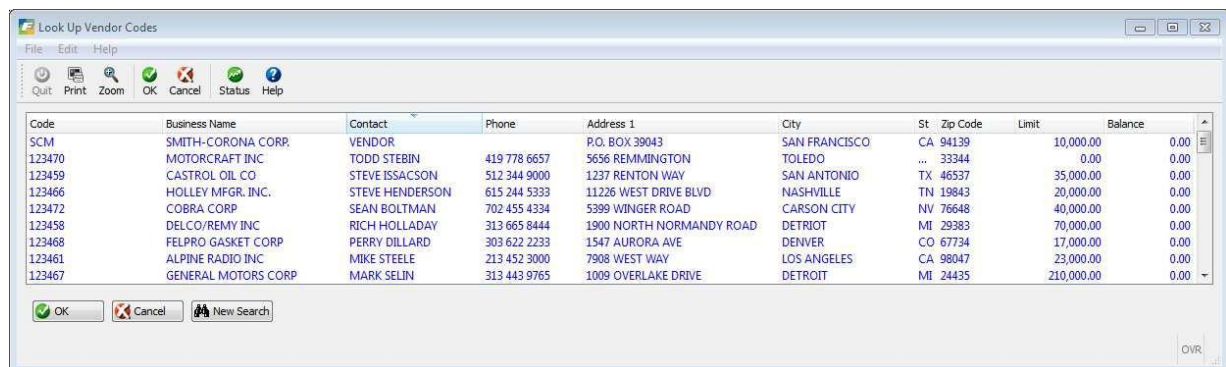 Look Up Vendor Codes
File Edit Help
Quit Print Zoom OK Cancel Status Help
Code Business Name Contact Phone Address 1 City St Zip Code Limit Balance
SCM SMITH-CORONA CORP. VENDOR P.O. BOX 39043 SAN FRANCISCO CA 94139 10,000.00 0.00
123470 MOTORCRAFT INC TODD STEBIN 419 778 6657 5656 REMMINGTON TOLEDO ... 33344 0.00 0.00
123459 CASTROL OIL CO STEVE ISSACSON 512 344 9000 1237 RENTON WAY SAN ANTONIO TX 46537 35,000.00 0.00
123466 HOLLEY MFGR. INC. STEVE HENDERSON 615 244 5333 11226 WEST DRIVE BLVD NASHVILLE TN 19843 20,000.00 0.00
123472 COBRA CORP SEAN BOLTMAN 702 455 4334 5399 WINGER ROAD CARSON CITY NV 76648 40,000.00 0.00
123458 DELCO/REMY INC RICH HOLLADAY 313 665 8444 1900 NORTH NORMANDY ROAD DETRIOT MI 29383 70,000.00 0.00
123468 FELPRO GASKET CORP PERRY DILLARD 303 622 2233 1547 AURORA AVE DENVER CO 67734 17,000.00 0.00
123461 ALPINE RADIO INC MIKE STEELE 213 452 3000 7908 WEST WAY LOS ANGELES CA 98047 23,000.00 0.00
123467 GENERAL MOTORS CORP MARK SELIN 313 443 9765 1009 OVERLAKE DRIVE DETROIT MI 24435 210,000.00 0.00
OK Cancel New Search
OVR